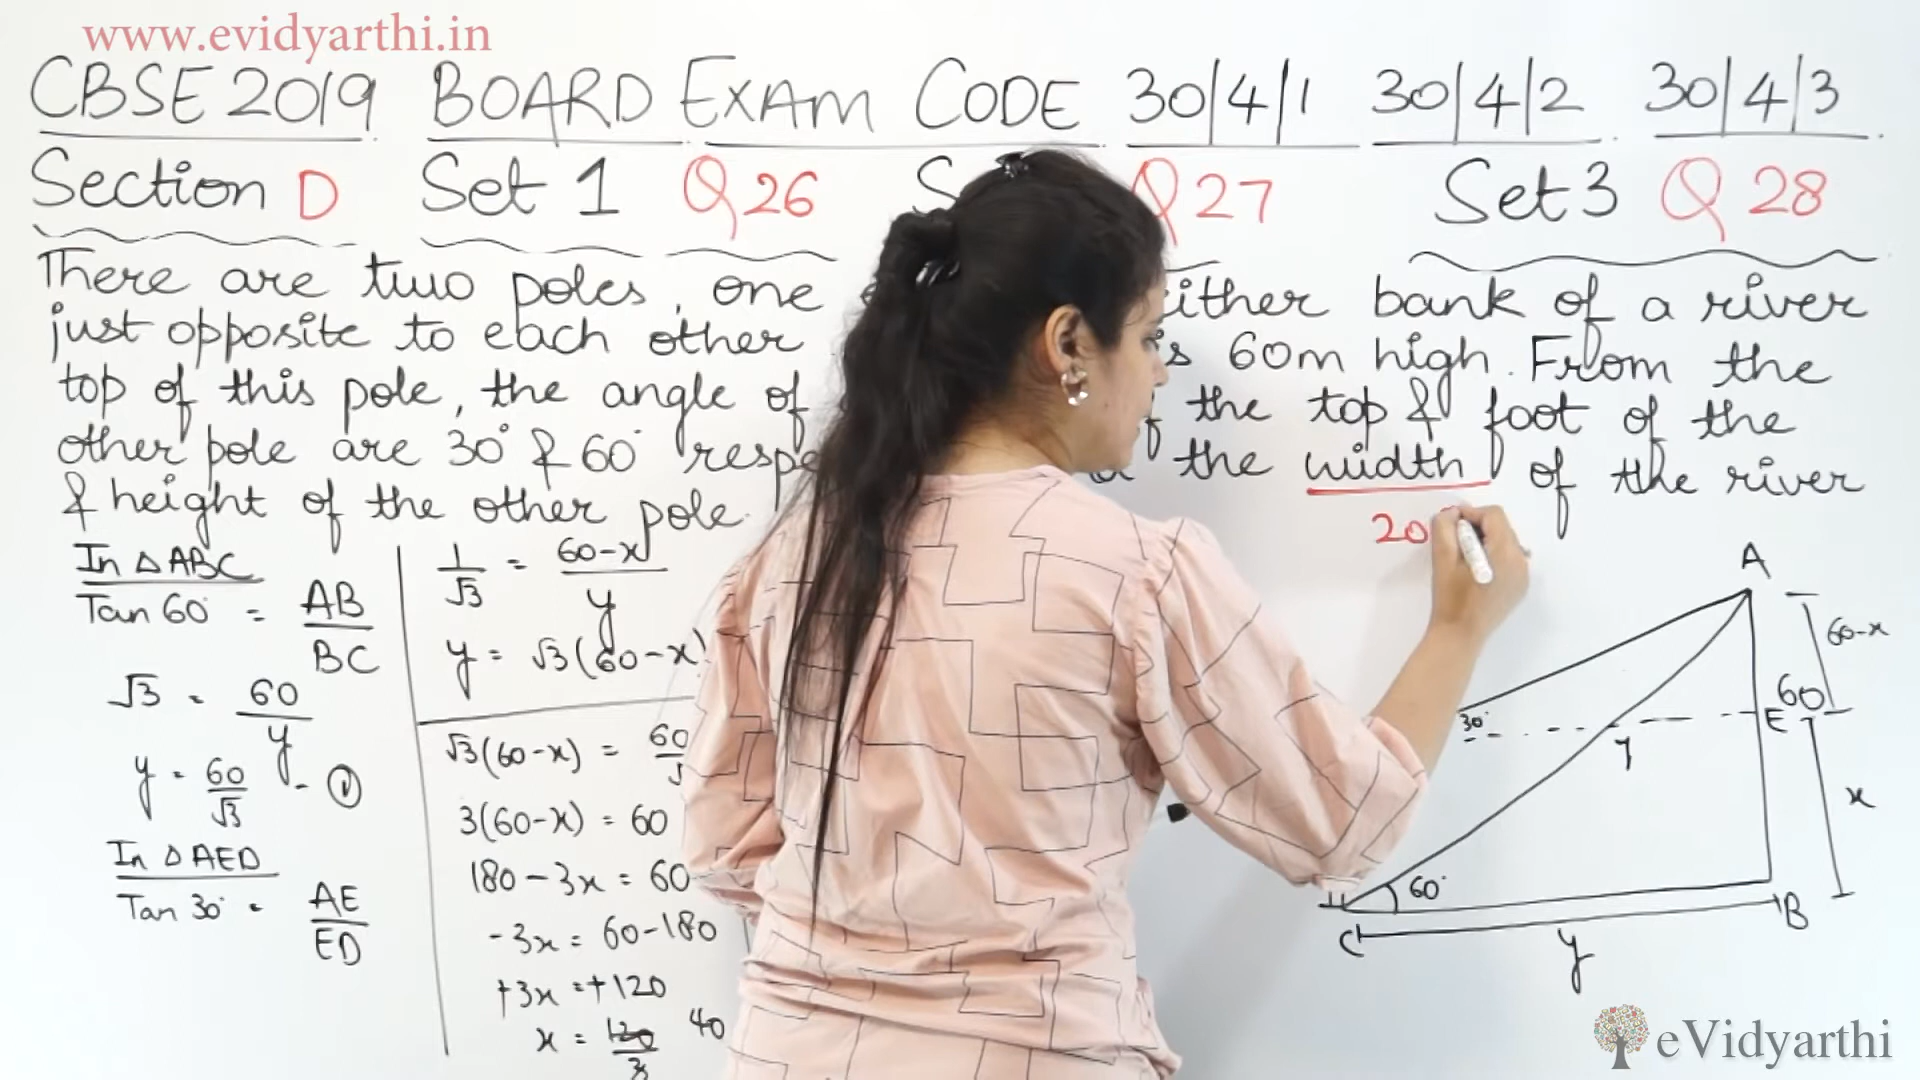 www.evidyarthi.in
CBSE 2019 BOARD EXAM CODE 30/4/1 30/4/2 30/4/3
Section D Set 1 Q 26 Q 27 Set 3 Q 28
There are two poles, one either bank of a river
just opposite to each other 60m high. From the
top of this pole, the angle of the top & foot of the
other pole are 30° & 60° the width of the river
& height of the other pole.
20
In △ ABC
Tan 60° = AB/BC
√3 = 60/y
y = 60/√3 - ①
In △ AED
Tan 30° = AE/ED
1/√3 = 60-x/y
y = √3(60-x)
√3(60-x) = 60
3(60-x) = 60
180 - 3x = 60
-3x = 60-180
+3x = +120
x = 120/3 40
A
60-x
30°
60
E
y
x
60°
C
B
y
eVidyarthi